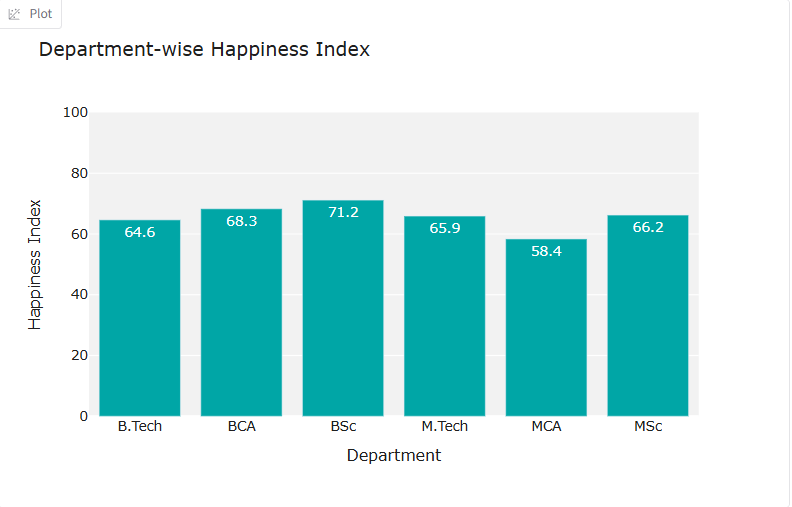 Plot
Department-wise Happiness Index
100
80
60
40
20
0
Happiness Index
64.6
68.3
71.2
65.9
58.4
66.2
B.Tech
BCA
BSc
M.Tech
MCA
MSc
Department